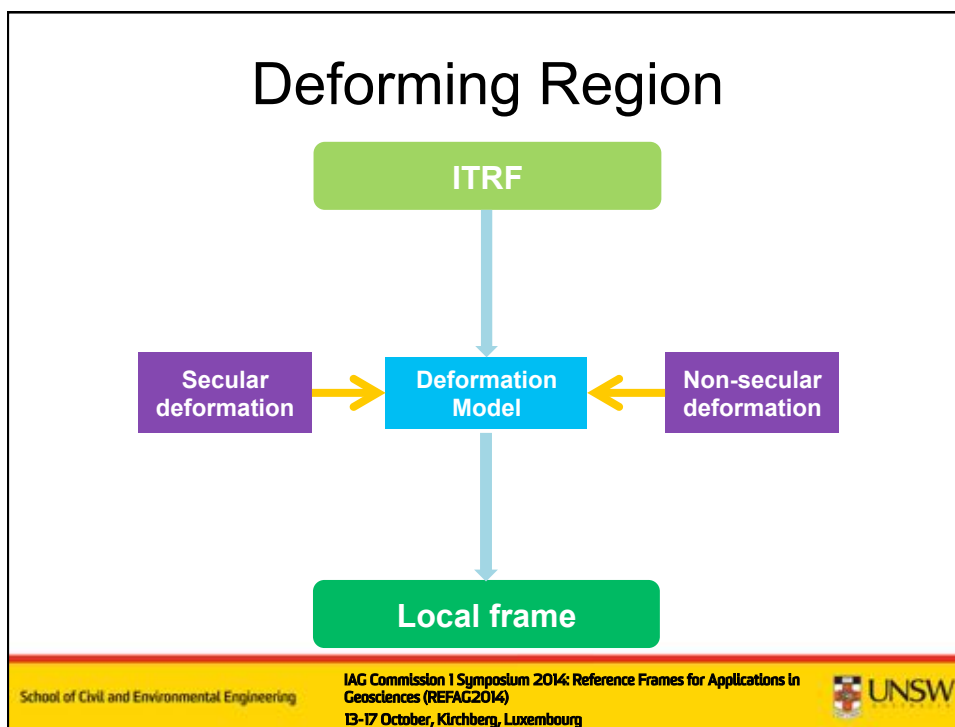 Deforming Region
ITRF
Secular
deformation
Deformation
Model
Non-secular
deformation
Local frame
School of Civil and Environmental Engineering
IAG Commission 1 Symposium 2014: Reference Frames for Applications in
Geosciences (REFAG2014)
13-17 October, Kirchberg, Luxembourg
UNSW
AUSTRALIA